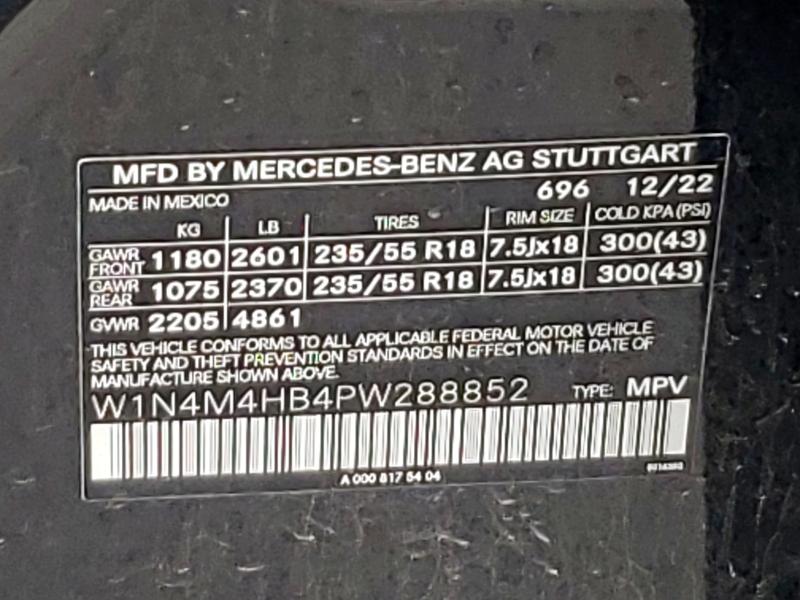 MFD BY MERCEDES-BENZ AG STUTTGART
MADE IN MEXICO 696 12/22
KG LB TIRES RIM SIZE COLD KPA (PSI)
GAWR FRONT 1180 2601 235/55 R18 7.5Jx18 300(43)
GAWR REAR 1075 2370 235/55 R18 7.5Jx18 300(43)
GVWR 2205 4861
THIS VEHICLE CONFORMS TO ALL APPLICABLE FEDERAL MOTOR VEHICLE
SAFETY AND THEFT PREVENTION STANDARDS IN EFFECT ON THE DATE OF
MANUFACTURE SHOWN ABOVE.
W1N4M4HB4PW288852 TYPE: MPV
A 000 817 54 04